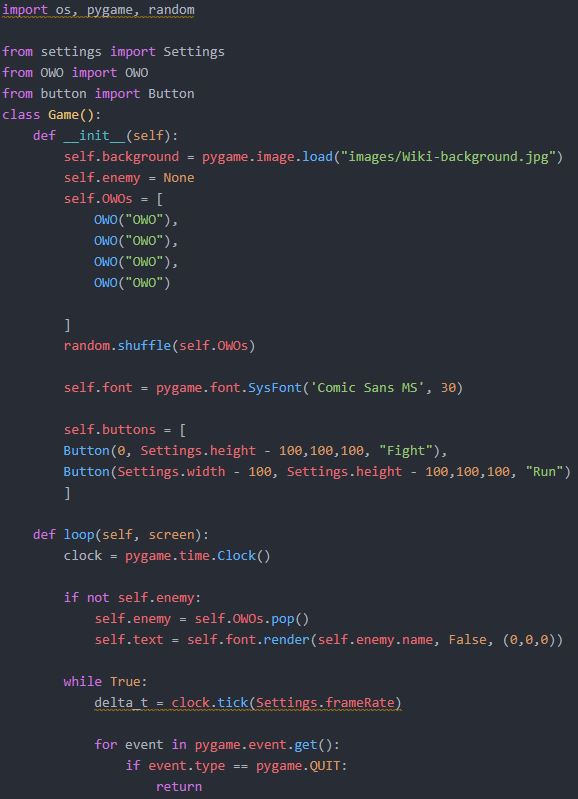 import os, pygame, random

from settings import Settings
from OWO import OWO
from button import Button
class Game():
    def __init__(self):
        self.background = pygame.image.load("images/Wiki-background.jpg")
        self.enemy = None
        self.OWOs = [
            OWO("OWO"),
            OWO("OWO"),
            OWO("OWO"),
            OWO("OWO")

        ]
        random.shuffle(self.OWOs)

        self.font = pygame.font.SysFont('Comic Sans MS', 30)

        self.buttons = [
        Button(0, Settings.height - 100,100,100, "Fight"),
        Button(Settings.width - 100, Settings.height - 100,100,100, "Run")
        ]

    def loop(self, screen):
        clock = pygame.time.Clock()

        if not self.enemy:
            self.enemy = self.OWOs.pop()
            self.text = self.font.render(self.enemy.name, False, (0,0,0))

        while True:
            delta_t = clock.tick(Settings.frameRate)

            for event in pygame.event.get():
                if event.type == pygame.QUIT:
                    return